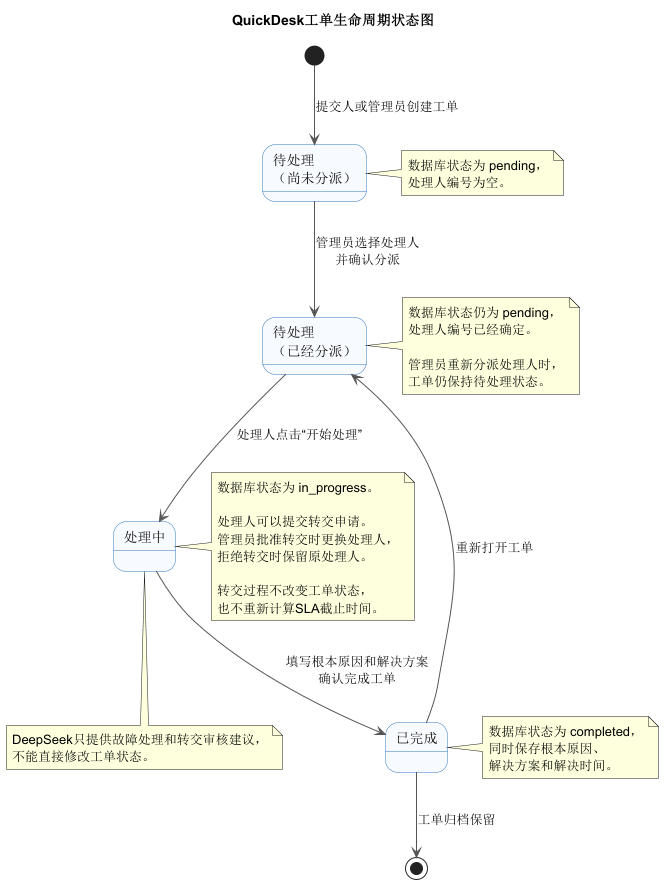 QuickDesk工单生命周期状态图
提交人或管理员创建工单
待处理
（尚未分派）
数据库状态为 pending，
处理人编号为空。
管理员选择处理人
并确认分派
待处理
（已经分派）
数据库状态仍为 pending，
处理人编号已经确定。
管理员重新分派处理人时，
工单仍保持待处理状态。
处理人点击“开始处理”
处理中
数据库状态为 in_progress。
处理人可以提交转交申请。
管理员批准转交时更换处理人，
拒绝转交时保留原处理人。
转交过程不改变工单状态，
也不重新计算SLA截止时间。
重新打开工单
填写根本原因和解决方案
确认完成工单
DeepSeek只提供故障处理和转交审核建议，
不能直接修改工单状态。
已完成
数据库状态为 completed，
同时保存根本原因、
解决方案和解决时间。
工单归档保留